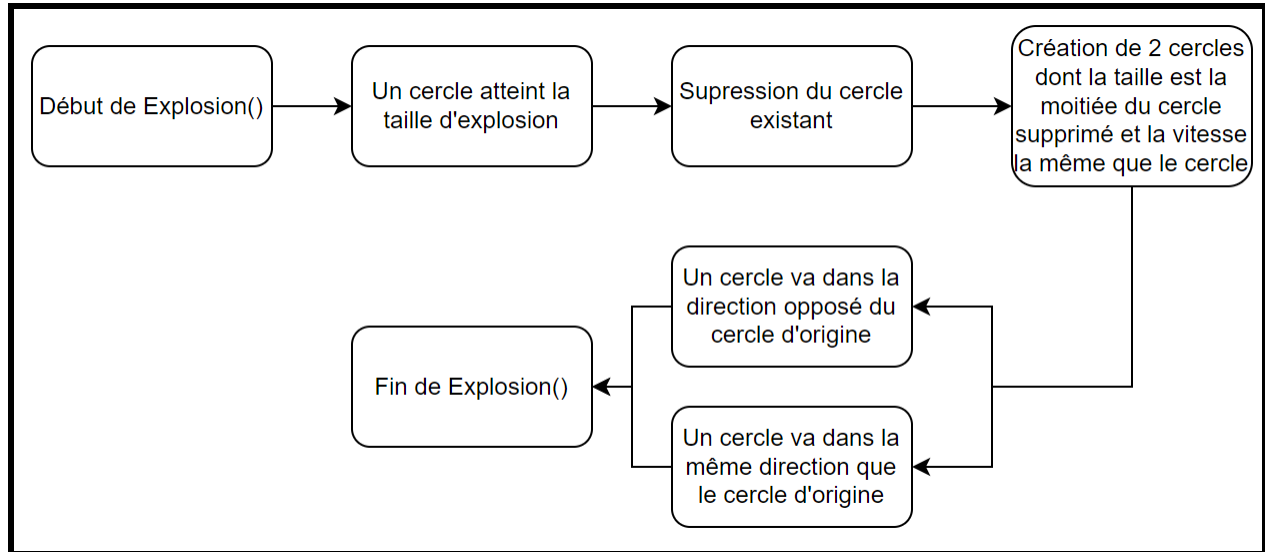 Début de Explosion()
Un cercle atteint la
taille d'explosion
Supression du cercle
existant
Création de 2 cercles
dont la taille est la
moitiée du cercle
supprimé et la vitesse
la même que le cercle
Un cercle va dans la
direction opposé du
cercle d'origine
Fin de Explosion()
Un cercle va dans la
même direction que
le cercle d'origine